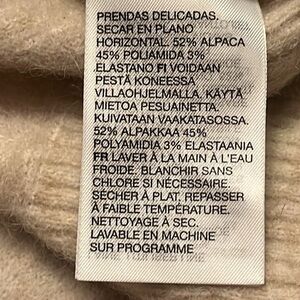 PRENDAS DELICADAS.
SECAR EN PLANO
HORIZONTAL. 52% ALPACA
45% POLIAMIDA 3%
ELASTANO FI VOIDAAN
PESTÄ KONEESSA
VILLAOHJELMALLA. KÄYTÄ
MIETOA PESUAINETTA.
KUIVATAAN VAAKATASOSSA.
52% ALPAKKAA 45%
POLYAMIDIA 3% ELASTAANIA
FR LAVER À LA MAIN À L'EAU
FROIDE. BLANCHIR SANS
CHLORE SI NÉCESSAIRE.
SÉCHER À PLAT. REPASSER
À FAIBLE TEMPÉRATURE.
NETTOYAGE À SEC.
LAVABLE EN MACHINE
SUR PROGRAMME